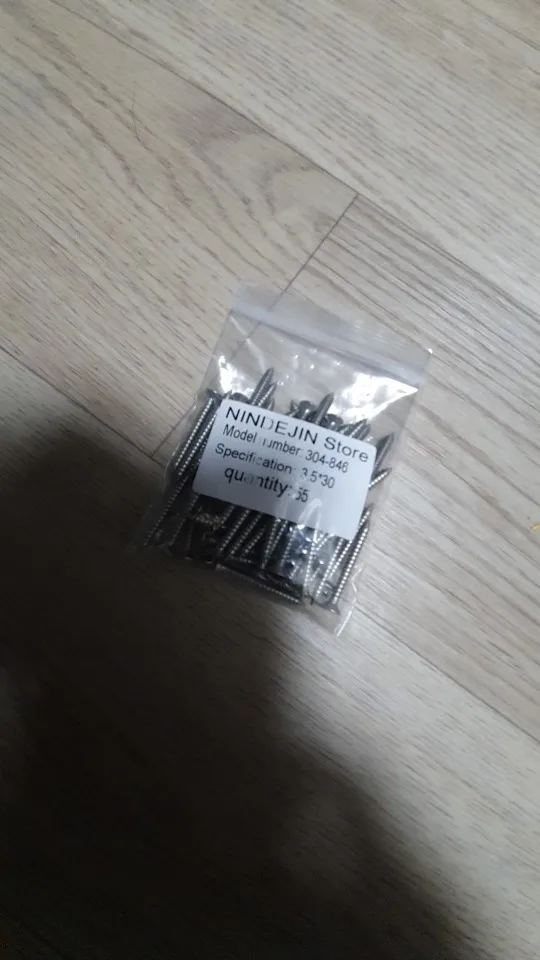 NINDEJIN Store
Model number: 304-846
Specification: 3.5*30
quantity: 55